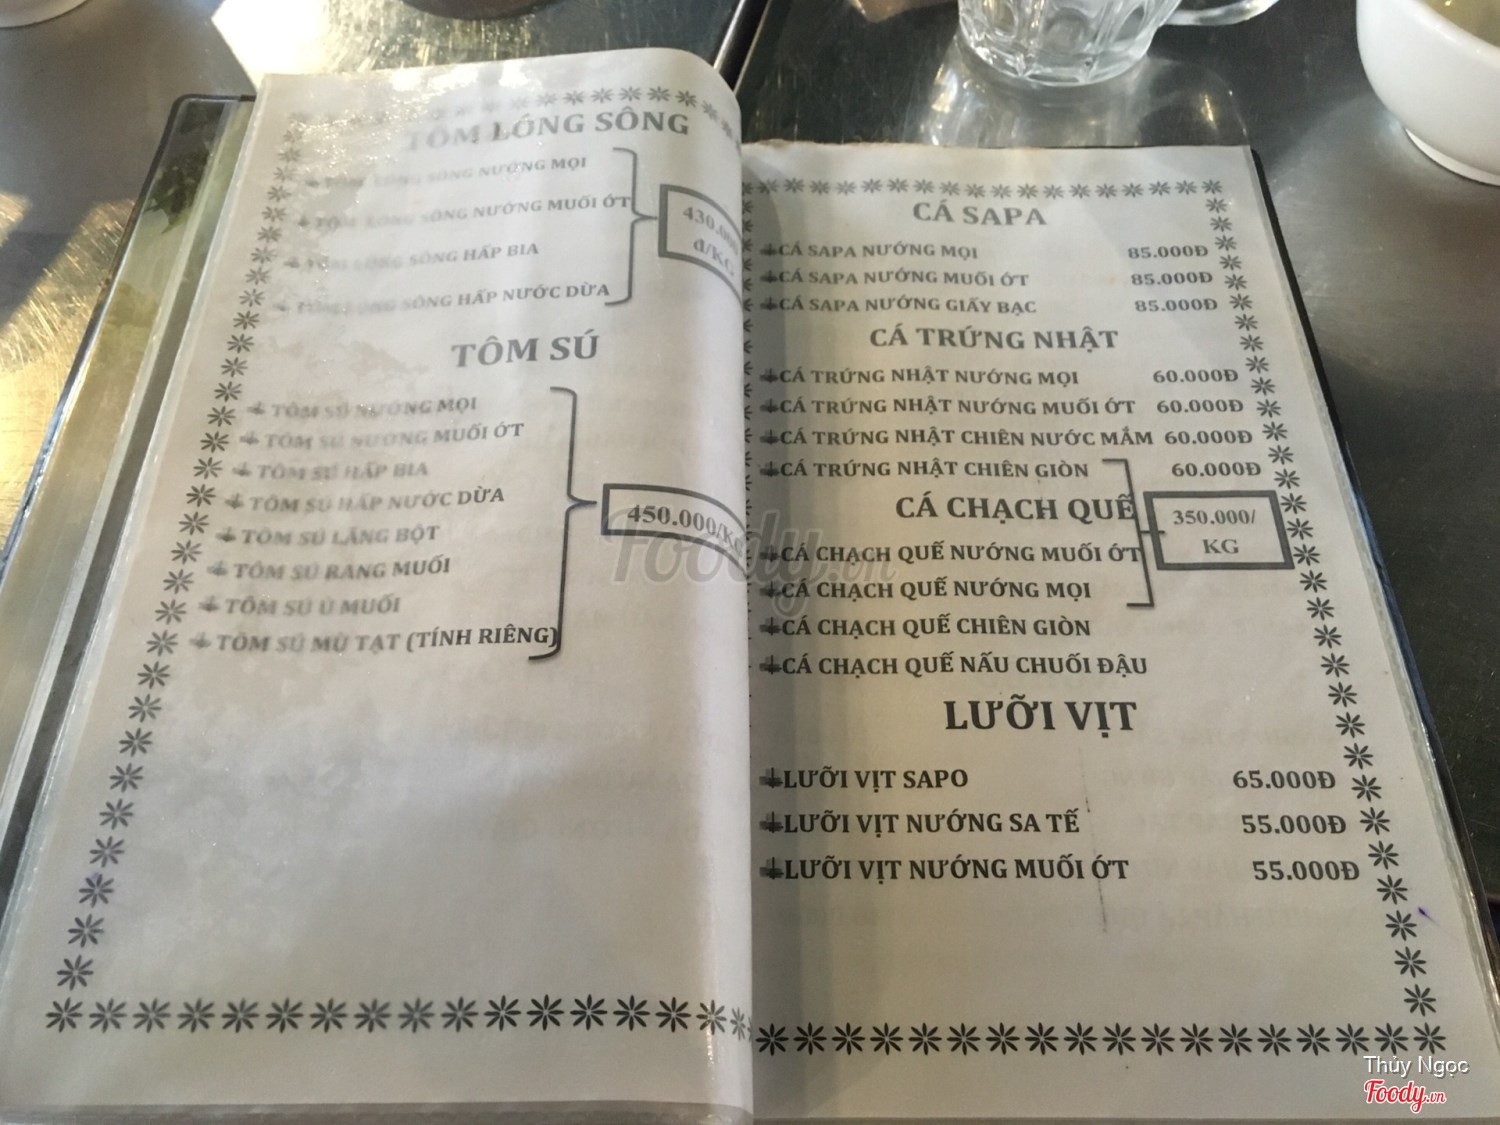 TÔM LÓNG SÔNG
TÔM LÓNG SÔNG NƯỚNG MỌI
TÔM LÓNG SÔNG NƯỚNG MUỐI ỚT
TÔM LÓNG SÔNG HẤP BIA
TÔM LÓNG SÔNG HẤP NƯỚC DỪA
430.000
đ/KG
TÔM SÚ
TÔM SÚ NƯỚNG MỌI
TÔM SÚ NƯỚNG MUỐI ỚT
TÔM SÚ HẤP BIA
TÔM SÚ HẤP NƯỚC DỪA
TÔM SÚ LĂNG BỘT
TÔM SÚ RANG MUỐI
TÔM SÚ Ủ MUỐI
TÔM SÚ MÙ TẠT (TÍNH RIÊNG)
450.000/KG
CÁ SAPA
CÁ SAPA NƯỚNG MỌI 85.000Đ
CÁ SAPA NƯỚNG MUỐI ỚT 85.000Đ
CÁ SAPA NƯỚNG GIẤY BẠC 85.000Đ
CÁ TRỨNG NHẬT
CÁ TRỨNG NHẬT NƯỚNG MỌI 60.000Đ
CÁ TRỨNG NHẬT NƯỚNG MUỐI ỚT 60.000Đ
CÁ TRỨNG NHẬT CHIÊN NƯỚC MẮM 60.000Đ
CÁ TRỨNG NHẬT CHIÊN GIÒN 60.000Đ
CÁ CHẠCH QUẾ
350.000/
KG
CÁ CHẠCH QUẾ NƯỚNG MUỐI ỚT
CÁ CHẠCH QUẾ NƯỚNG MỌI
CÁ CHẠCH QUẾ CHIÊN GIÒN
CÁ CHẠCH QUẾ NẤU CHUỐI ĐẬU
LƯỠI VỊT
LƯỠI VỊT SAPO 65.000Đ
LƯỠI VỊT NƯỚNG SA TẾ 55.000Đ
LƯỠI VỊT NƯỚNG MUỐI ỚT 55.000Đ
Foody.vn
Thủy Ngọc
Foody.vn